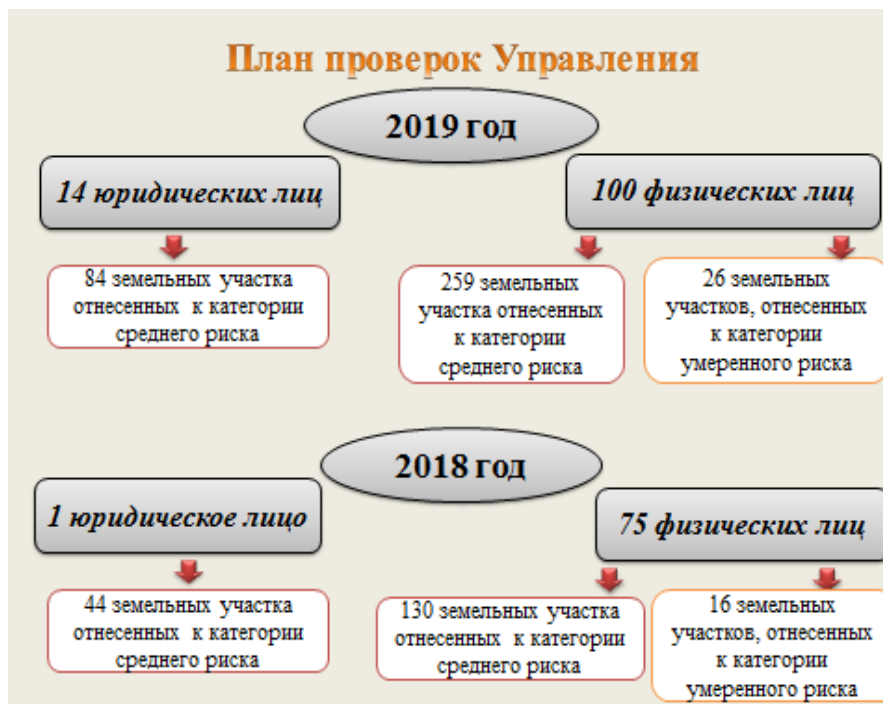 План проверок Управления
2019 год
14 юридических лиц
100 физических лиц
84 земельных участка
отнесенных к категории
среднего риска
259 земельных
участка отнесенных
к категории
среднего риска
26 земельных
участков, отнесенных
к категории
умеренного риска
2018 год
1 юридическое лицо
75 физических лиц
44 земельных участка
отнесенных к категории
среднего риска
130 земельных участка
отнесенных к категории
среднего риска
16 земельных
участков, отнесенных
к категории
умеренного риска